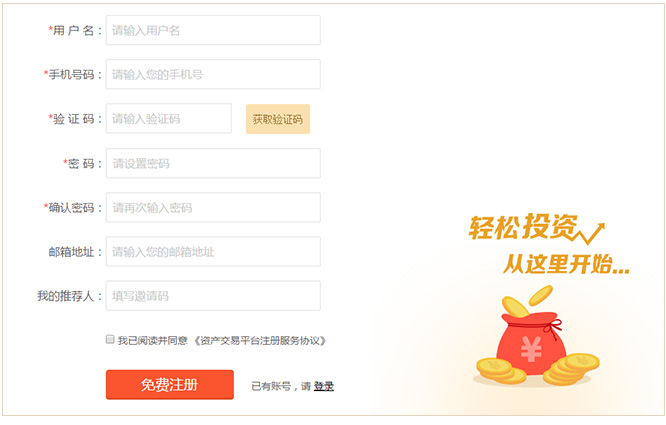 *用 户 名： 请输入用户名
*手机号码： 请输入您的手机号
*验 证 码： 请输入验证码 获取验证码
*密 码： 请设置密码
*确认密码： 请再次输入密码
邮箱地址： 请输入您的邮箱地址
我的推荐人： 填写邀请码
我已阅读并同意 《资产交易平台注册服务协议》
免费注册 已有账号，请 登录
轻松投资
从这里开始...
¥